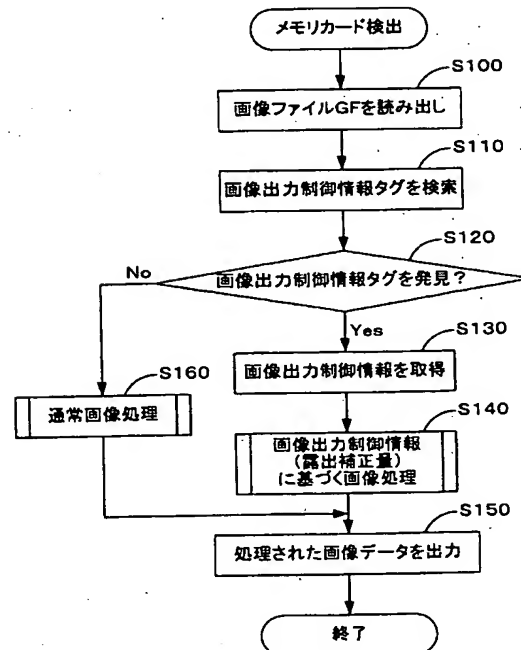 メモリカード検出
S100
画像ファイルGFを読み出し
S110
画像出力制御情報タグを検索
S120
画像出力制御情報タグを発見?
No
Yes
S130
画像出力制御情報を取得
S160
通常画像処理
S140
画像出力制御情報
(露出補正量)
に基づく画像処理
S150
処理された画像データを出力
終了